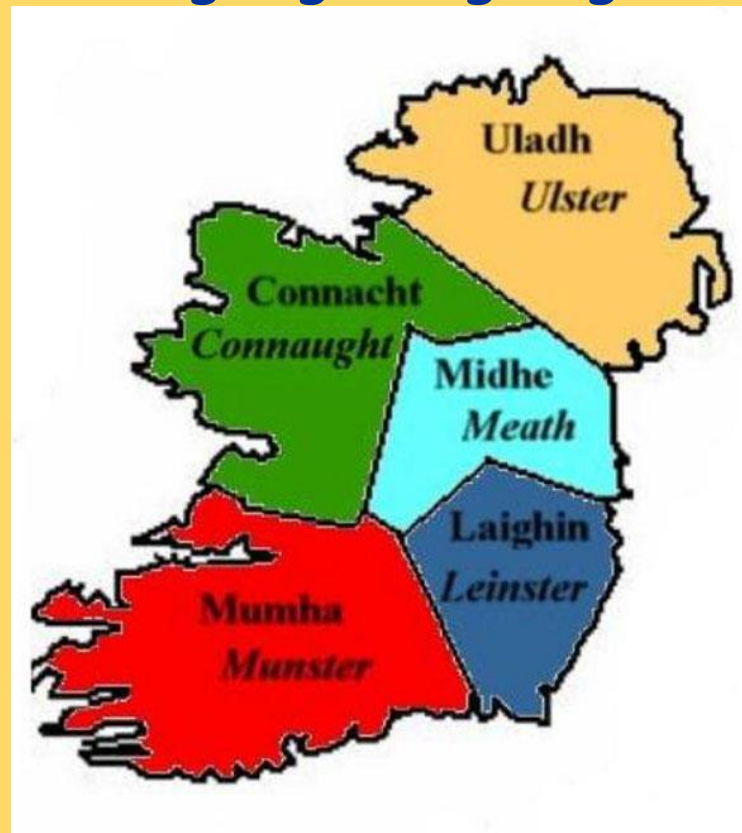 Uladh
Ulster
Connacht
Connaught
Midhe
Meath
Laighin
Leinster
Mumha
Munster